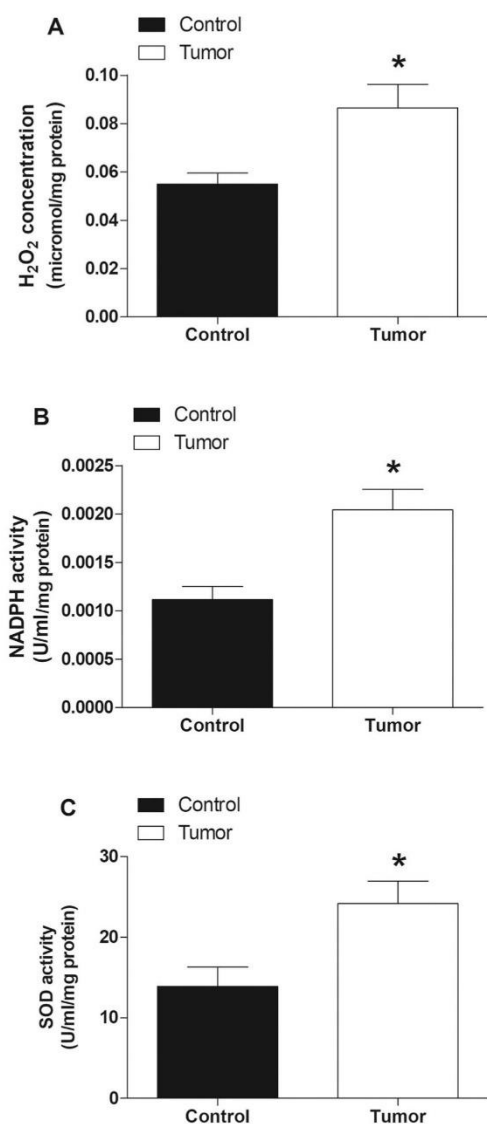 A
Control
Tumor
*
H₂O₂ concentration
(micromol/mg protein)
0.10
0.08
0.06
0.04
0.02
0.00
Control Tumor
B
Control
Tumor
*
NADPH activity
(U/ml/mg protein)
0.0025
0.0020
0.0015
0.0010
0.0005
0.0000
Control Tumor
C
Control
Tumor
*
SOD activity
(U/ml/mg protein)
30
20
10
0
Control Tumor